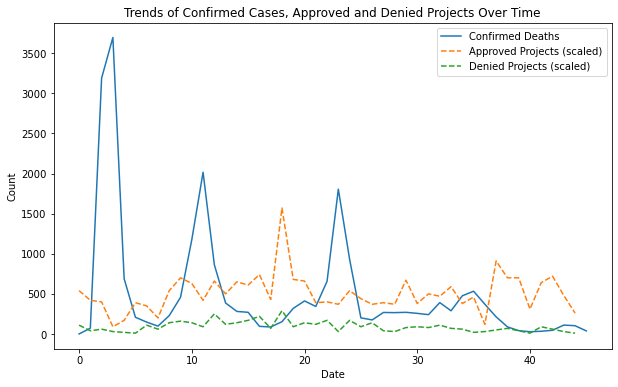 Trends of Confirmed Cases, Approved and Denied Projects Over Time
Confirmed Deaths
Approved Projects (scaled)
Denied Projects (scaled)
Count
3500
3000
2500
2000
1500
1000
500
0
0
10
20
30
40
Date